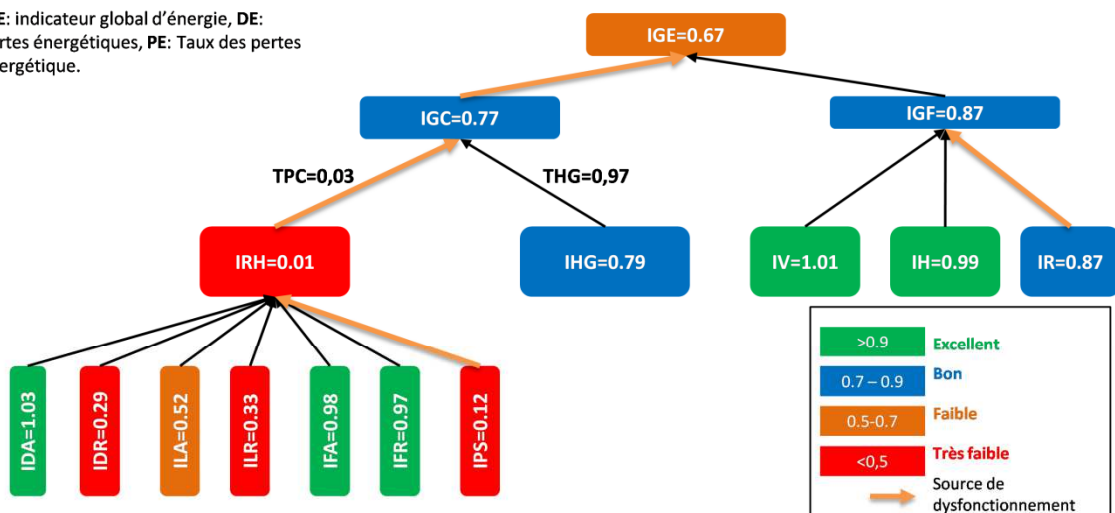 E: indicateur global d'énergie, DE:
rtes énergétiques, PE: Taux des pertes
ergétique.
IGE=0.67
IGC=0.77
IGF=0.87
TPC=0,03
THG=0,97
IRH=0.01
IHG=0.79
IV=1.01
IH=0.99
IR=0.87
IDA=1.03
IDR=0.29
ILA=0.52
ILR=0.33
IFA=0.98
IFR=0.97
IPS=0.12
>0.9 Excellent
0.7 – 0.9 Bon
0.5-0.7 Faible
<0,5 Très faible
Source de
dysfonctionnement